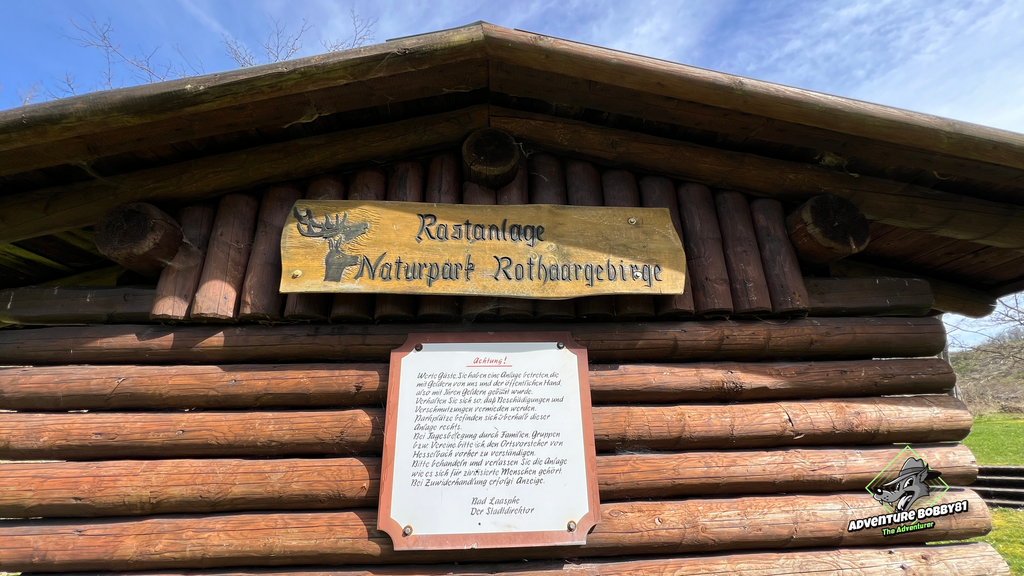 Rastanlage
Naturpark Rothaargebirge
Achtung!
Werte Gäste, Sie haben eine Anlage betreten, die
mit Geldern von uns und der öffentlichen Hand,
also mit Ihren Geldern gebaut wurde.
Verhalten Sie sich so, daß Beschädigungen und
Verschmutzungen vermieden werden.
Parkplätze befinden sich oberhalb dieser
Anlage rechts.
Bei Tagesbelegung durch Familien, Gruppen
bzw. Vereine bitte ich, den Ortsvorsteher von
Hesselbach vorher zu verständigen.
Bitte behandeln und verlassen Sie die Anlage
wie es sich für zivilisierte Menschen gehört.
Bei Zuwiderhandlung erfolgt Anzeige.
Bad Laasphe
Der Stadtdirektor
ADVENTURE BOBBY81
The Adventurer